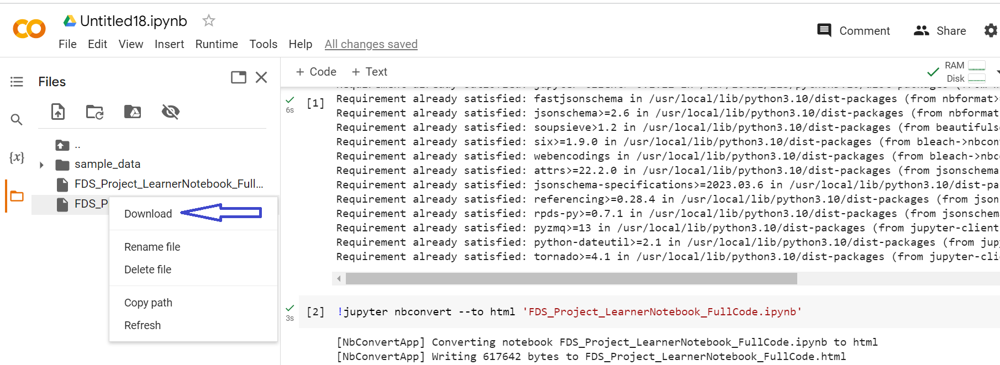 Untitled18.ipynb
File Edit View Insert Runtime Tools Help All changes saved
Comment Share
Files
+ Code + Text
RAM
Disk
..
sample_data
FDS_Project_LearnerNotebook_Full...
FDS_P
Download
Rename file
Delete file
Copy path
Refresh
{x}
6s
[1]
Requirement already satisfied: fastjsonschema in /usr/local/lib/python3.10/dist-packages (from nbformat>=
Requirement already satisfied: jsonschema>=2.6 in /usr/local/lib/python3.10/dist-packages (from nbformat
Requirement already satisfied: soupsieve>1.2 in /usr/local/lib/python3.10/dist-packages (from beautifulso
Requirement already satisfied: six>=1.9.0 in /usr/local/lib/python3.10/dist-packages (from bleach->nbcon
Requirement already satisfied: webencodings in /usr/local/lib/python3.10/dist-packages (from bleach->nbco
Requirement already satisfied: attrs>=22.2.0 in /usr/local/lib/python3.10/dist-packages (from jsonschema
Requirement already satisfied: jsonschema-specifications>=2023.03.6 in /usr/local/lib/python3.10/dist-pa
Requirement already satisfied: referencing>=0.28.4 in /usr/local/lib/python3.10/dist-packages (from json
Requirement already satisfied: rpds-py>=0.7.1 in /usr/local/lib/python3.10/dist-packages (from jsonschema
Requirement already satisfied: pyzmq>=13 in /usr/local/lib/python3.10/dist-packages (from jupyter-client
Requirement already satisfied: python-dateutil>=2.1 in /usr/local/lib/python3.10/dist-packages (from jup
Requirement already satisfied: tornado>=4.1 in /usr/local/lib/python3.10/dist-packages (from jupyter-cli
3s
[2] !jupyter nbconvert --to html 'FDS_Project_LearnerNotebook_FullCode.ipynb'
[NbConvertApp] Converting notebook FDS_Project_LearnerNotebook_FullCode.ipynb to html
[NbConvertApp] Writing 617642 bytes to FDS_Project_LearnerNotebook_FullCode.html